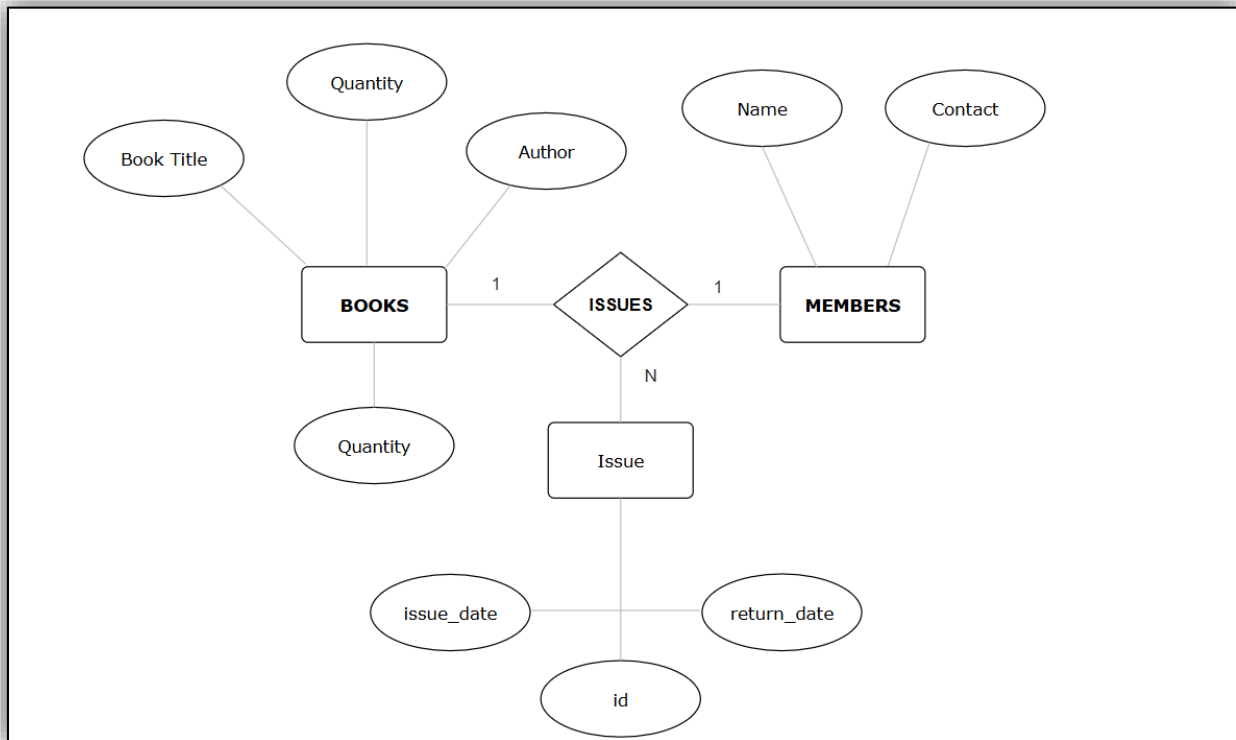 Quantity
Name
Contact
Book Title
Author
1
1
BOOKS
ISSUES
MEMBERS
N
Quantity
Issue
issue_date
return_date
id